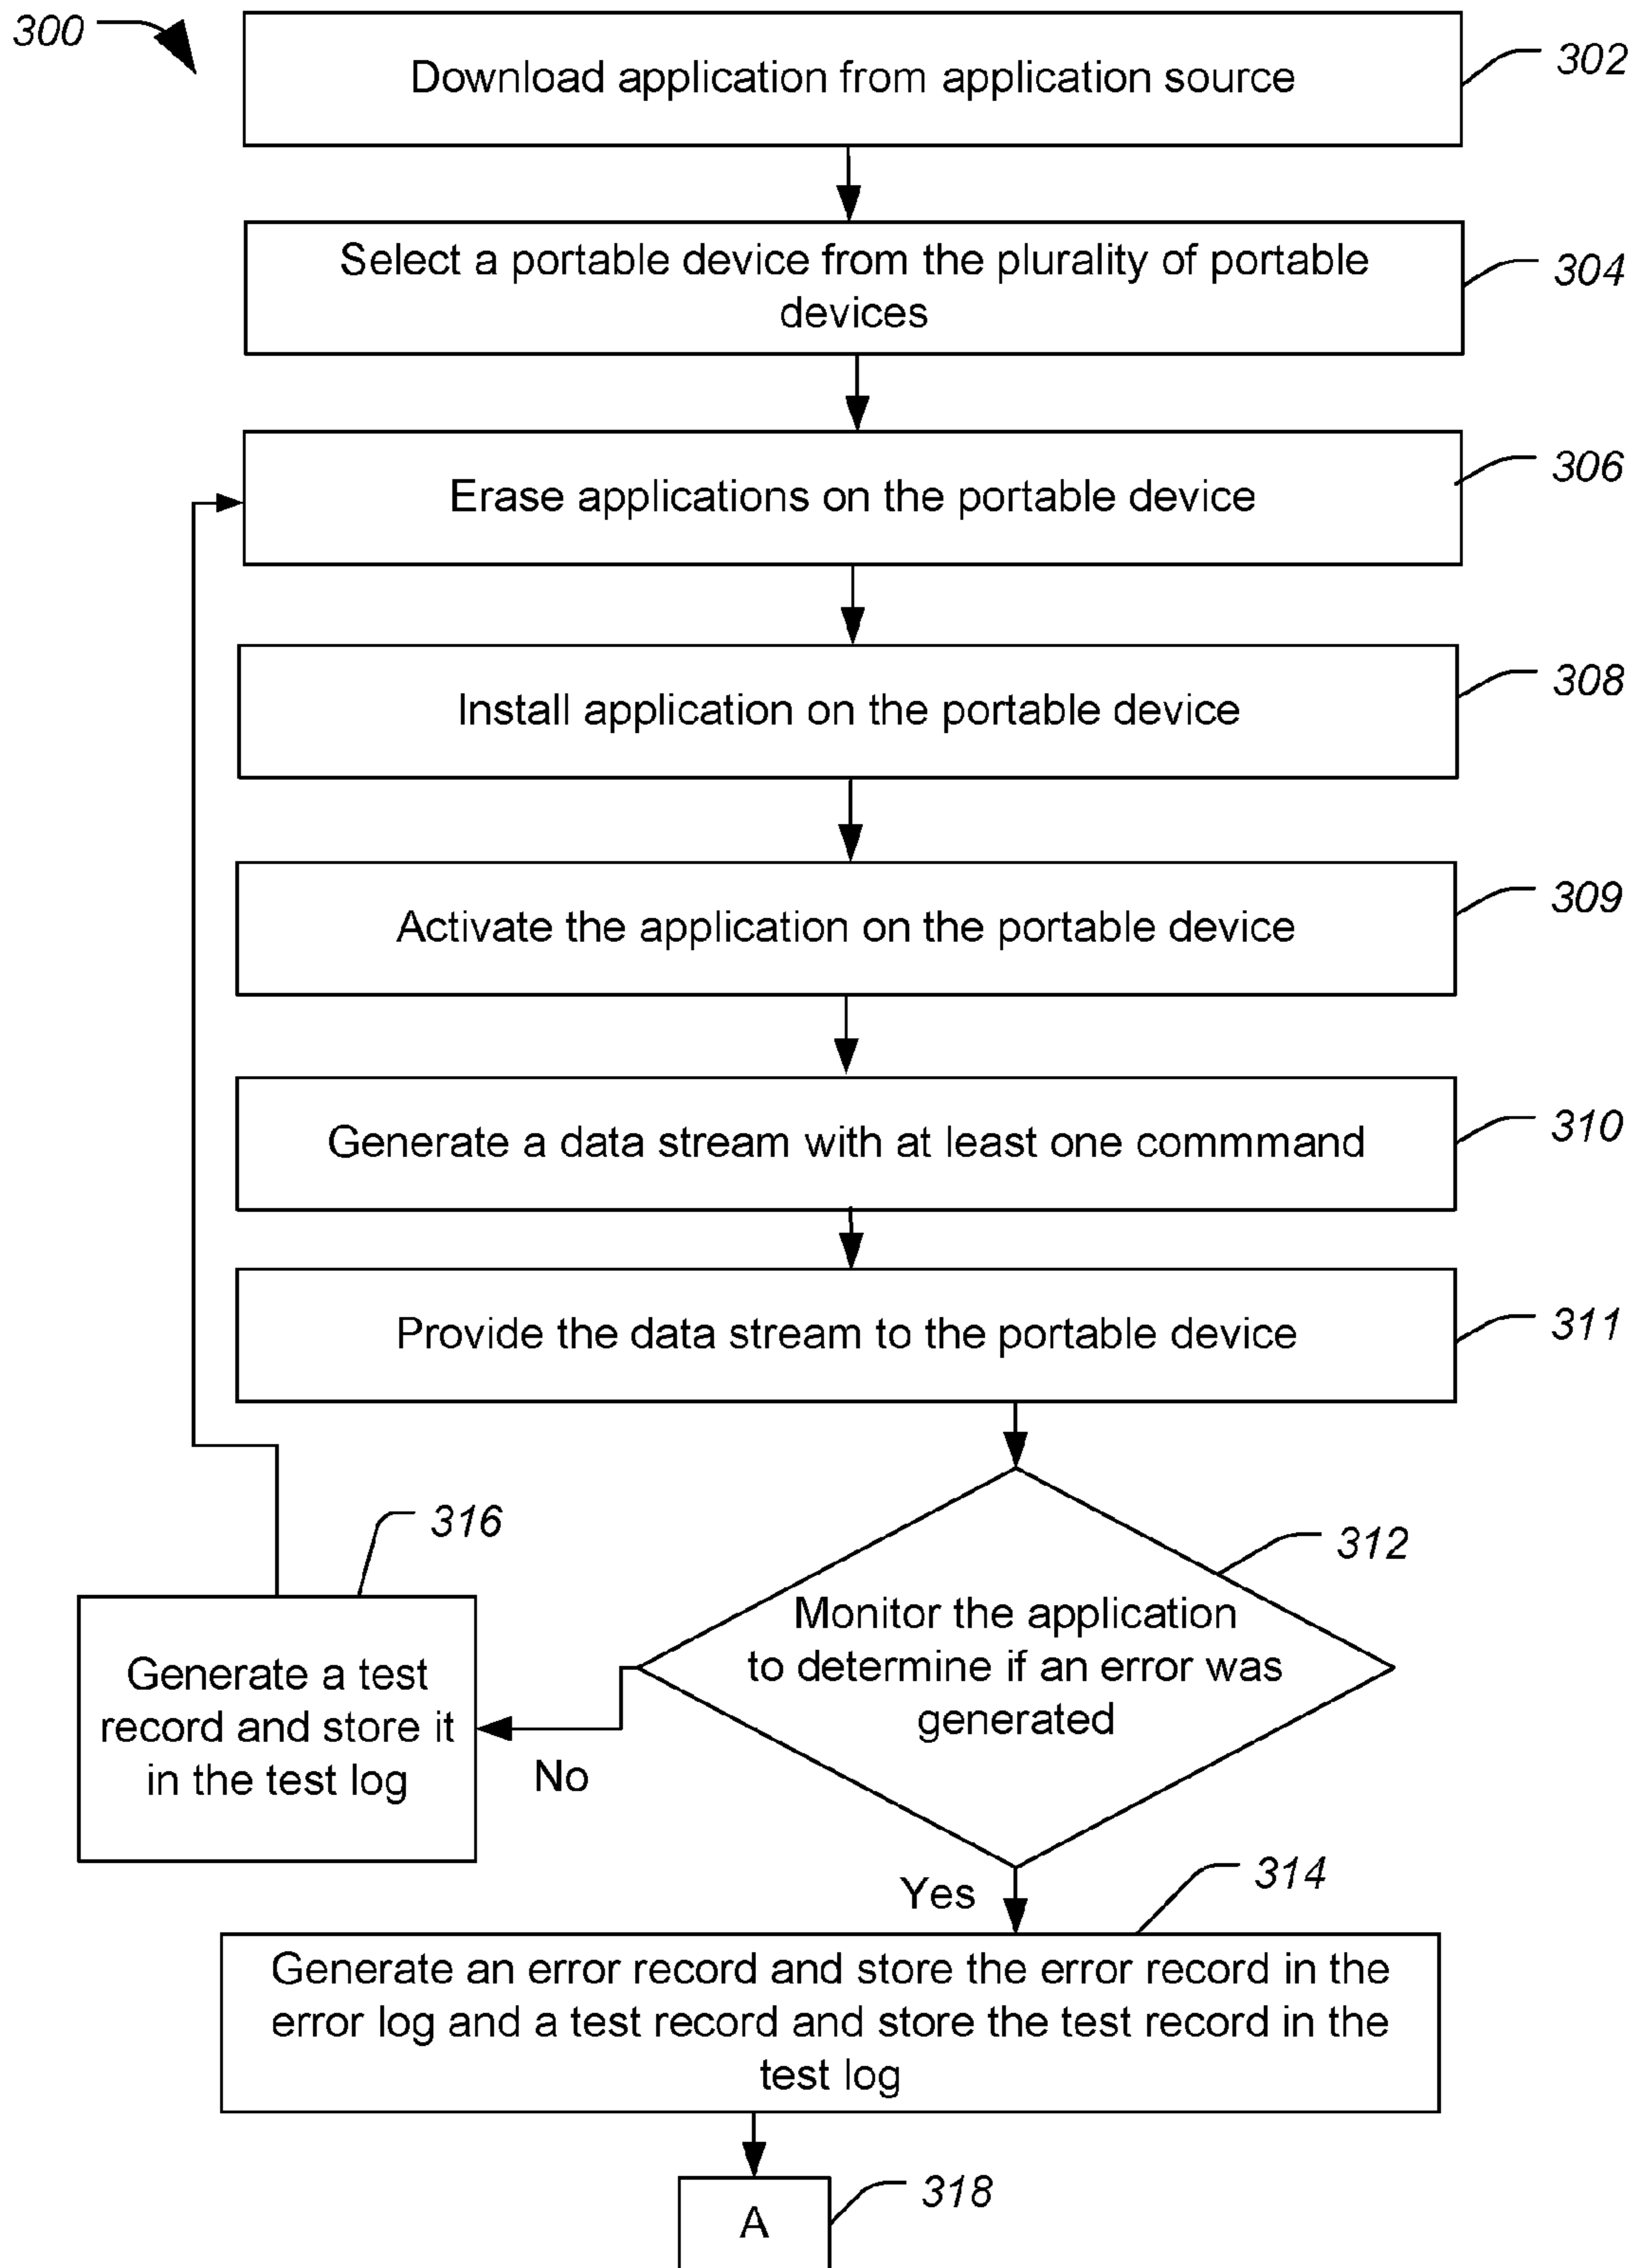 300
Download application from application source
302
Select a portable device from the plurality of portable
devices
304
Erase applications on the portable device
306
Install application on the portable device
308
Activate the application on the portable device
309
Generate a data stream with at least one commmand
310
Provide the data stream to the portable device
311
Monitor the application
to determine if an error was
generated
312
No
316
Generate a test
record and store it
in the test log
Yes
314
Generate an error record and store the error record in the
error log and a test record and store the test record in the
test log
A
318